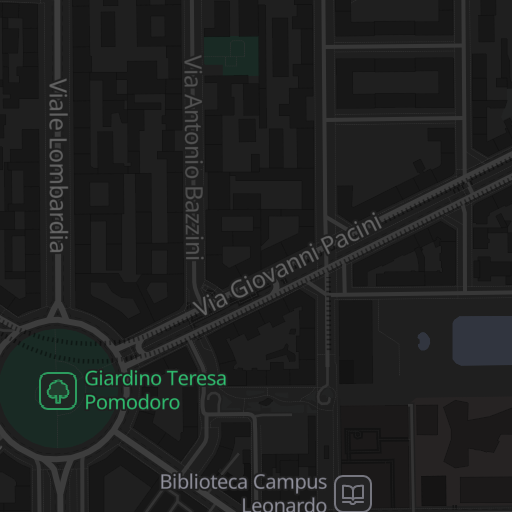 Viale Lombardia
Via Antonio Bazzini
Via Giovanni Pacini
Giardino Teresa
Pomodoro
Biblioteca Campus
Leonardo